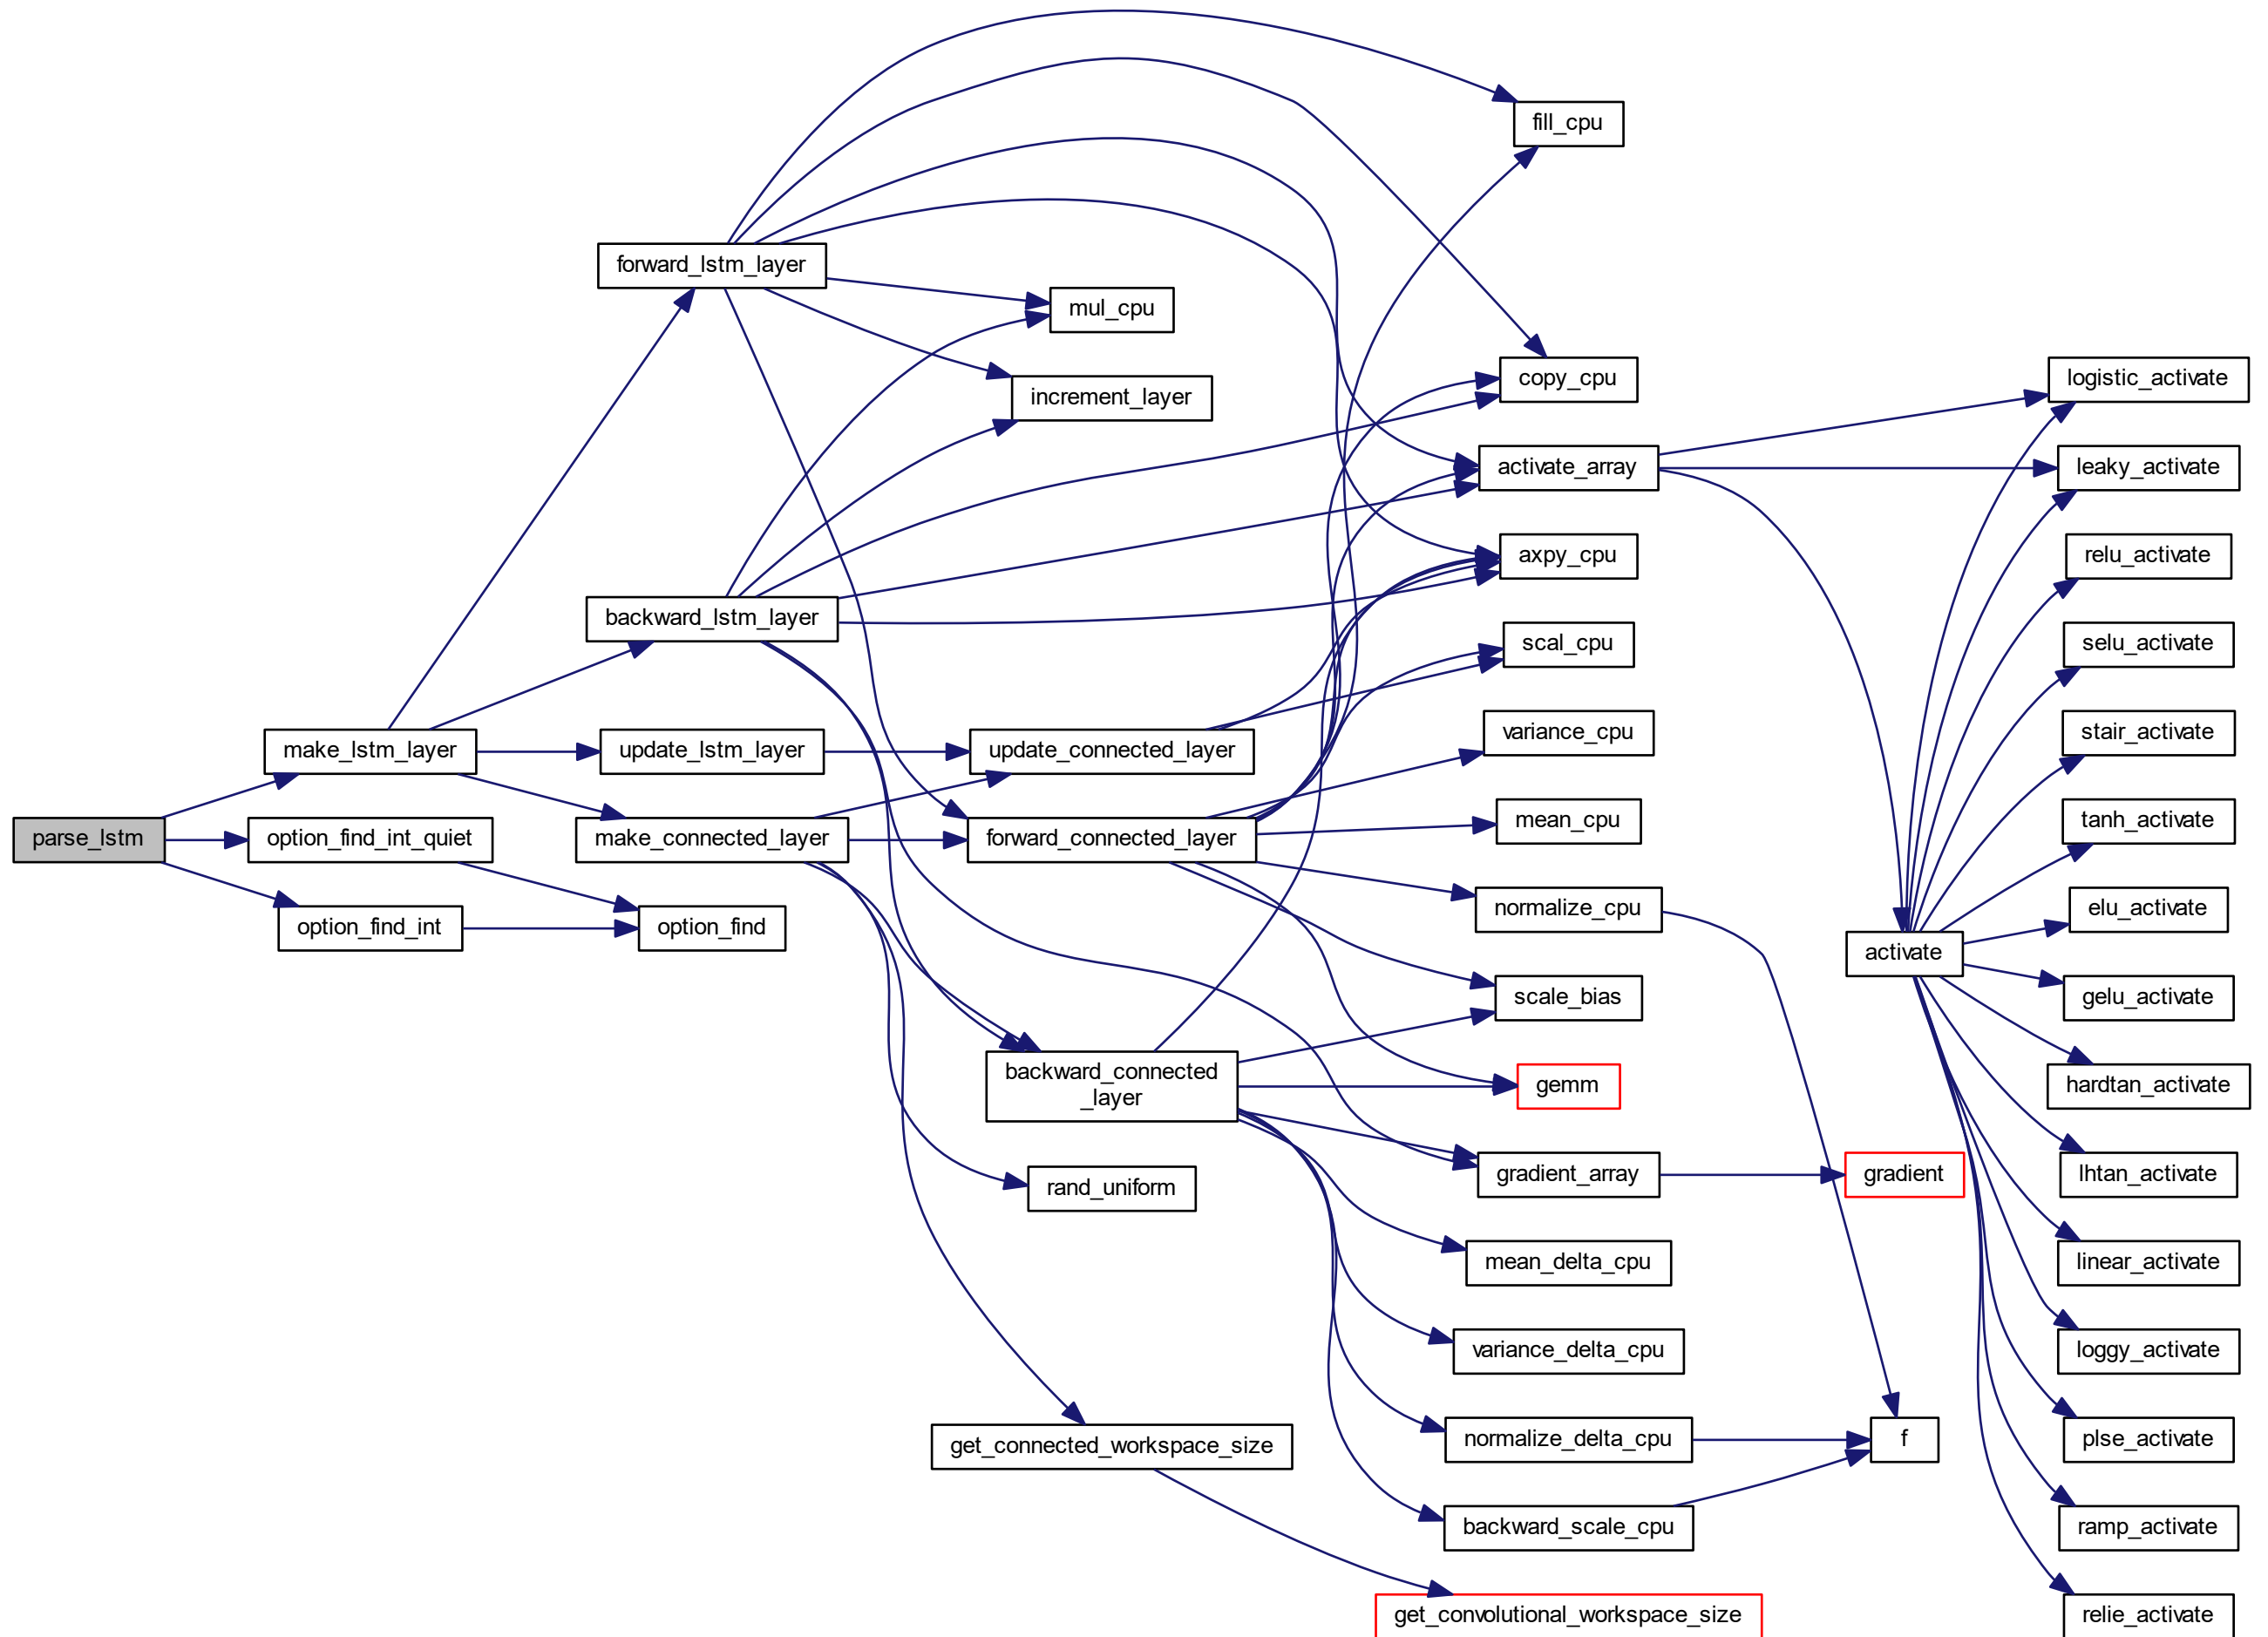 parse_lstm
make_lstm_layer
option_find_int_quiet
option_find_int
forward_lstm_layer
backward_lstm_layer
update_lstm_layer
make_connected_layer
option_find
mul_cpu
increment_layer
update_connected_layer
forward_connected_layer
backward_connected
_layer
rand_uniform
get_connected_workspace_size
fill_cpu
copy_cpu
activate_array
axpy_cpu
scal_cpu
variance_cpu
mean_cpu
normalize_cpu
scale_bias
gemm
gradient_array
mean_delta_cpu
variance_delta_cpu
normalize_delta_cpu
backward_scale_cpu
get_convolutional_workspace_size
activate
gradient
f
logistic_activate
leaky_activate
relu_activate
selu_activate
stair_activate
tanh_activate
elu_activate
gelu_activate
hardtan_activate
lhtan_activate
linear_activate
loggy_activate
plse_activate
ramp_activate
relie_activate